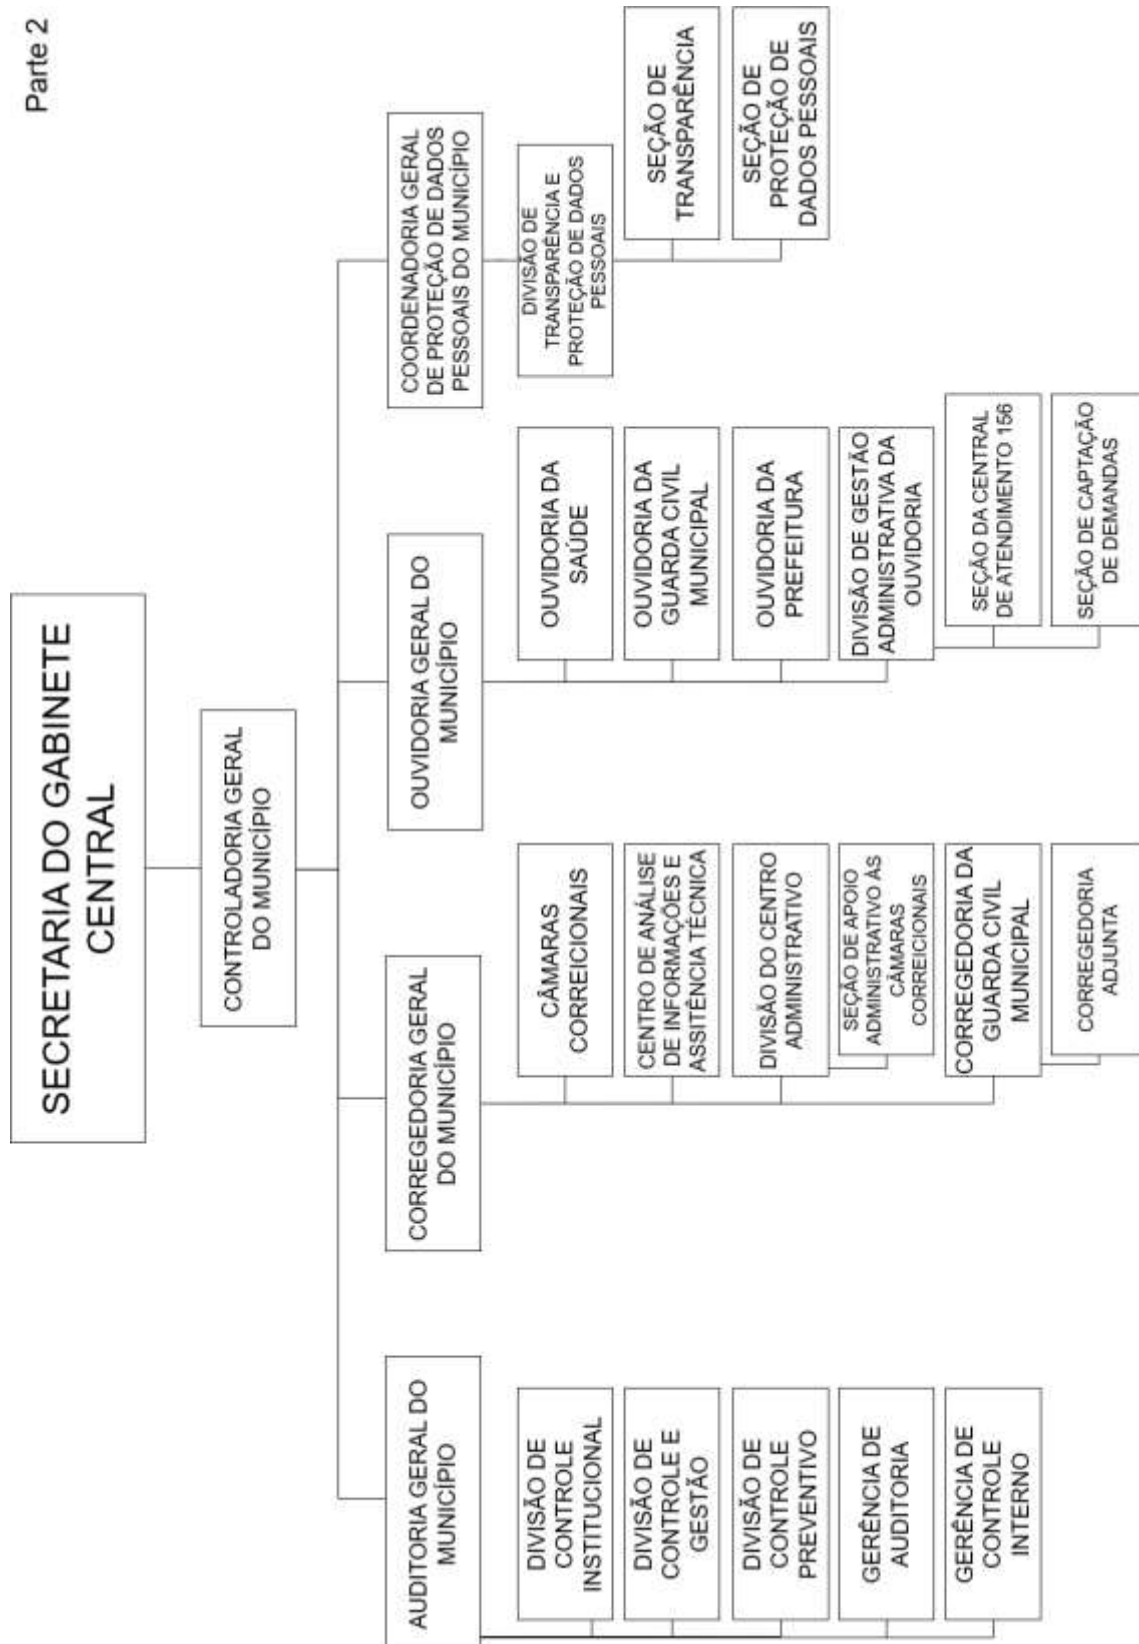 Parte 2
SECRETARIA DO GABINETE
CENTRAL
CONTROLADORIA GERAL
DO MUNICÍPIO
AUDITORIA GERAL DO
MUNICÍPIO
DIVISÃO DE
CONTROLE
INSTITUCIONAL
DIVISÃO DE
CONTROLE E
GESTÃO
DIVISÃO DE
CONTROLE
PREVENTIVO
GERÊNCIA DE
AUDITORIA
GERÊNCIA DE
CONTROLE
INTERNO
CORREGEDORIA GERAL
DO MUNICÍPIO
CÂMARAS
CORREICIONAIS
CENTRO DE ANÁLISE
DE INFORMAÇÕES E
ASSITÊNCIA TÉCNICA
DIVISÃO DO CENTRO
ADMINISTRATIVO
SEÇÃO DE APOIO
ADMINISTRATIVO ÀS
CÂMARAS
CORREICIONAIS
CORREGEDORIA DA
GUARDA CIVIL
MUNICIPAL
CORREGEDORIA
ADJUNTA
OUVIDORIA GERAL DO
MUNICÍPIO
OUVIDORIA DA
SAÚDE
OUVIDORIA DA
GUARDA CIVIL
MUNICIPAL
OUVIDORIA DA
PREFEITURA
DIVISÃO DE GESTÃO
ADMINISTRATIVA DA
OUVIDORIA
SEÇÃO DA CENTRAL
DE ATENDIMENTO 156
SEÇÃO DE CAPTAÇÃO
DE DEMANDAS
COORDENADORIA GERAL
DE PROTEÇÃO DE DADOS
PESSOAIS DO MUNICÍPIO
DIVISÃO DE
TRANSPARÊNCIA E
PROTEÇÃO DE DADOS
PESSOAIS
SEÇÃO DE
TRANSPARÊNCIA
SEÇÃO DE
PROTEÇÃO DE
DADOS PESSOAIS